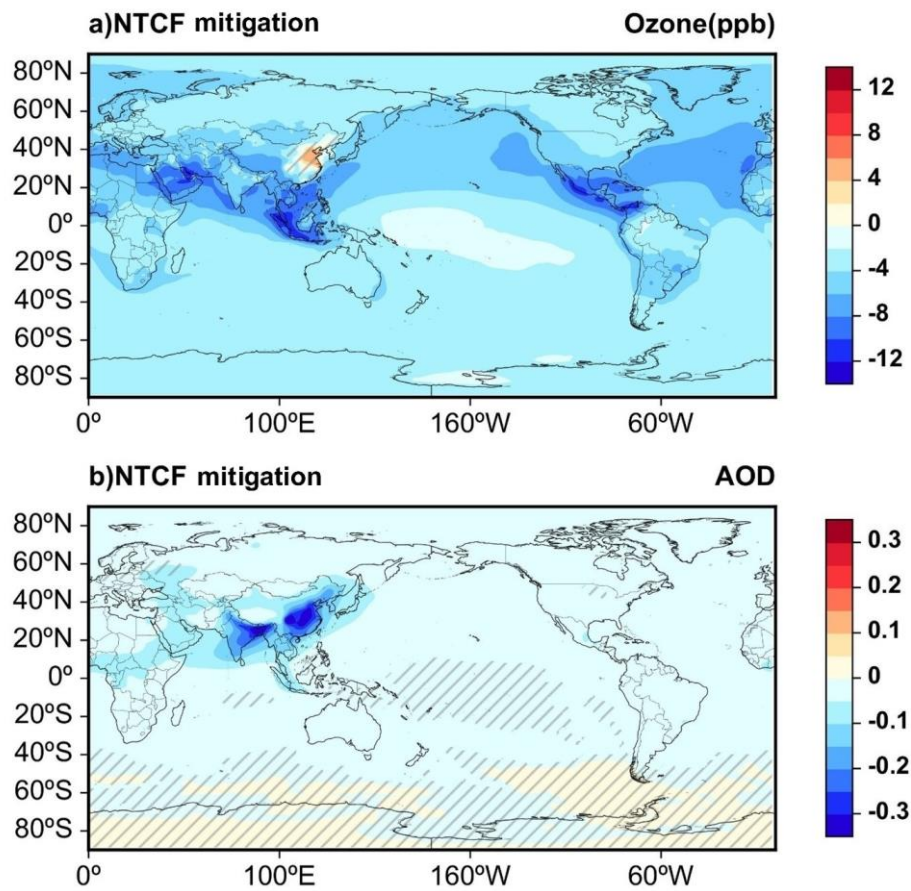 a)NTCF mitigation Ozone(ppb)
80ºN
60ºN
40ºN
20ºN
0º
20ºS
40ºS
60ºS
80ºS
0º 100ºE 160ºW 60ºW
12
8
4
0
-4
-8
-12
b)NTCF mitigation AOD
80ºN
60ºN
40ºN
20ºN
0º
20ºS
40ºS
60ºS
80ºS
0º 100ºE 160ºW 60ºW
0.3
0.2
0.1
0
-0.1
-0.2
-0.3